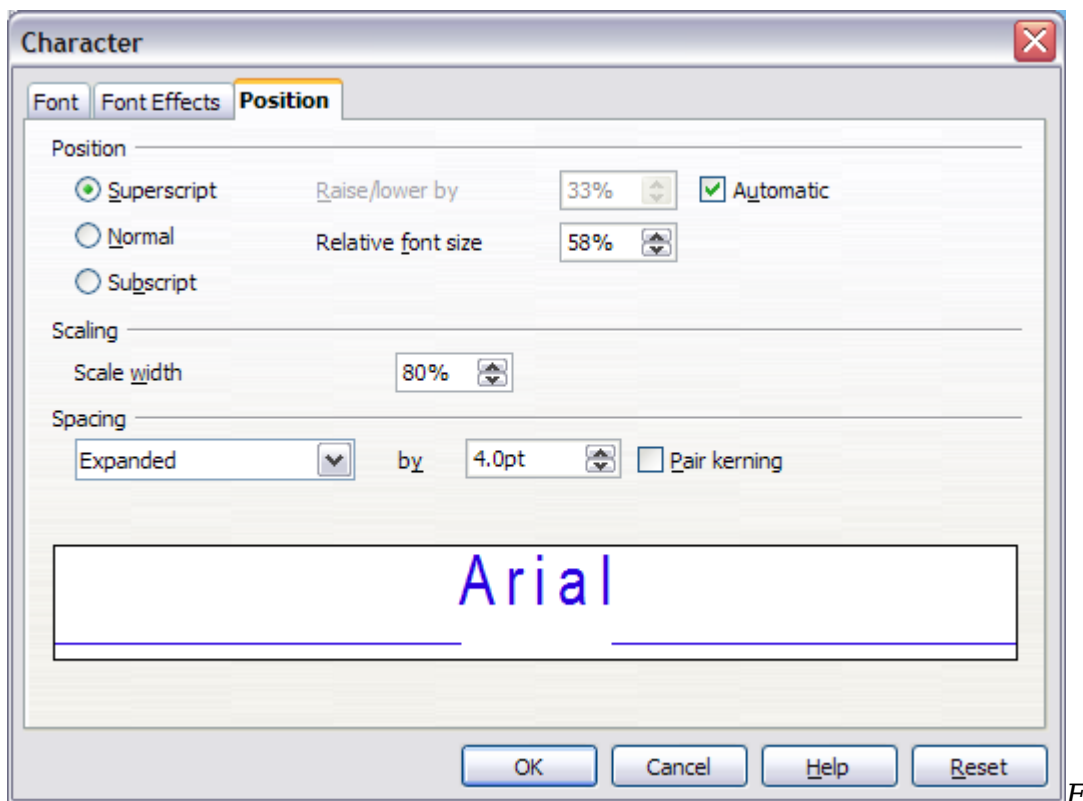 Character
Font Font Effects Position
Position
Superscript Raise/lower by 33% Automatic
Normal Relative font size 58%
Subscript
Scaling
Scale width 80%
Spacing
Expanded by 4.0pt Pair kerning
Arial
OK Cancel Help Reset